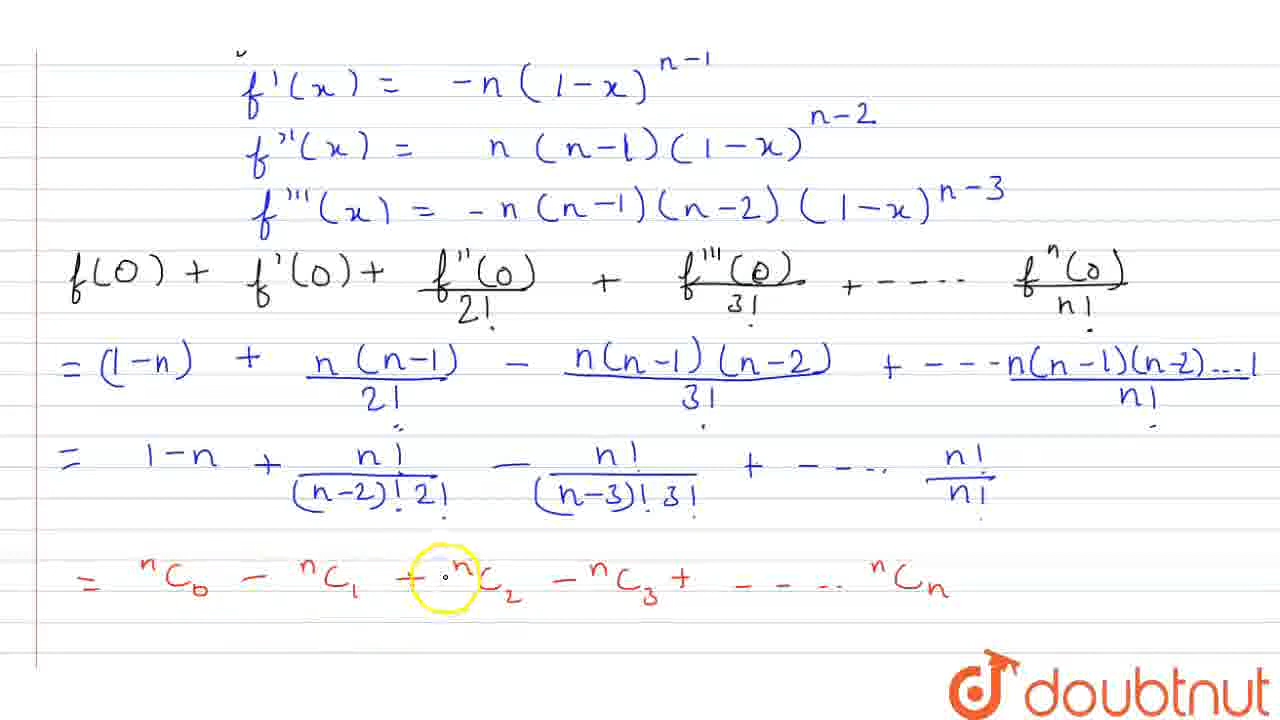 f'(x) = -n(1-x)^{n-1}
f''(x) = n(n-1)(1-x)^{n-2}
f'''(x) = -n(n-1)(n-2)(1-x)^{n-3}
f(0) + f'(0) + f''(0)/2! + f'''(0)/3! + ---- f^n(0)/n!
= (1-n) + n(n-1)/2! - n(n-1)(n-2)/3! + ---- n(n-1)(n-2)....1/n!
= 1-n + n!/(n-2)!2! - n!/(n-3)!3! + ----- n!/n!
= ^nC_0 - ^nC_1 + ^nC_2 - ^nC_3 + ----- ^nC_n
doubtnut